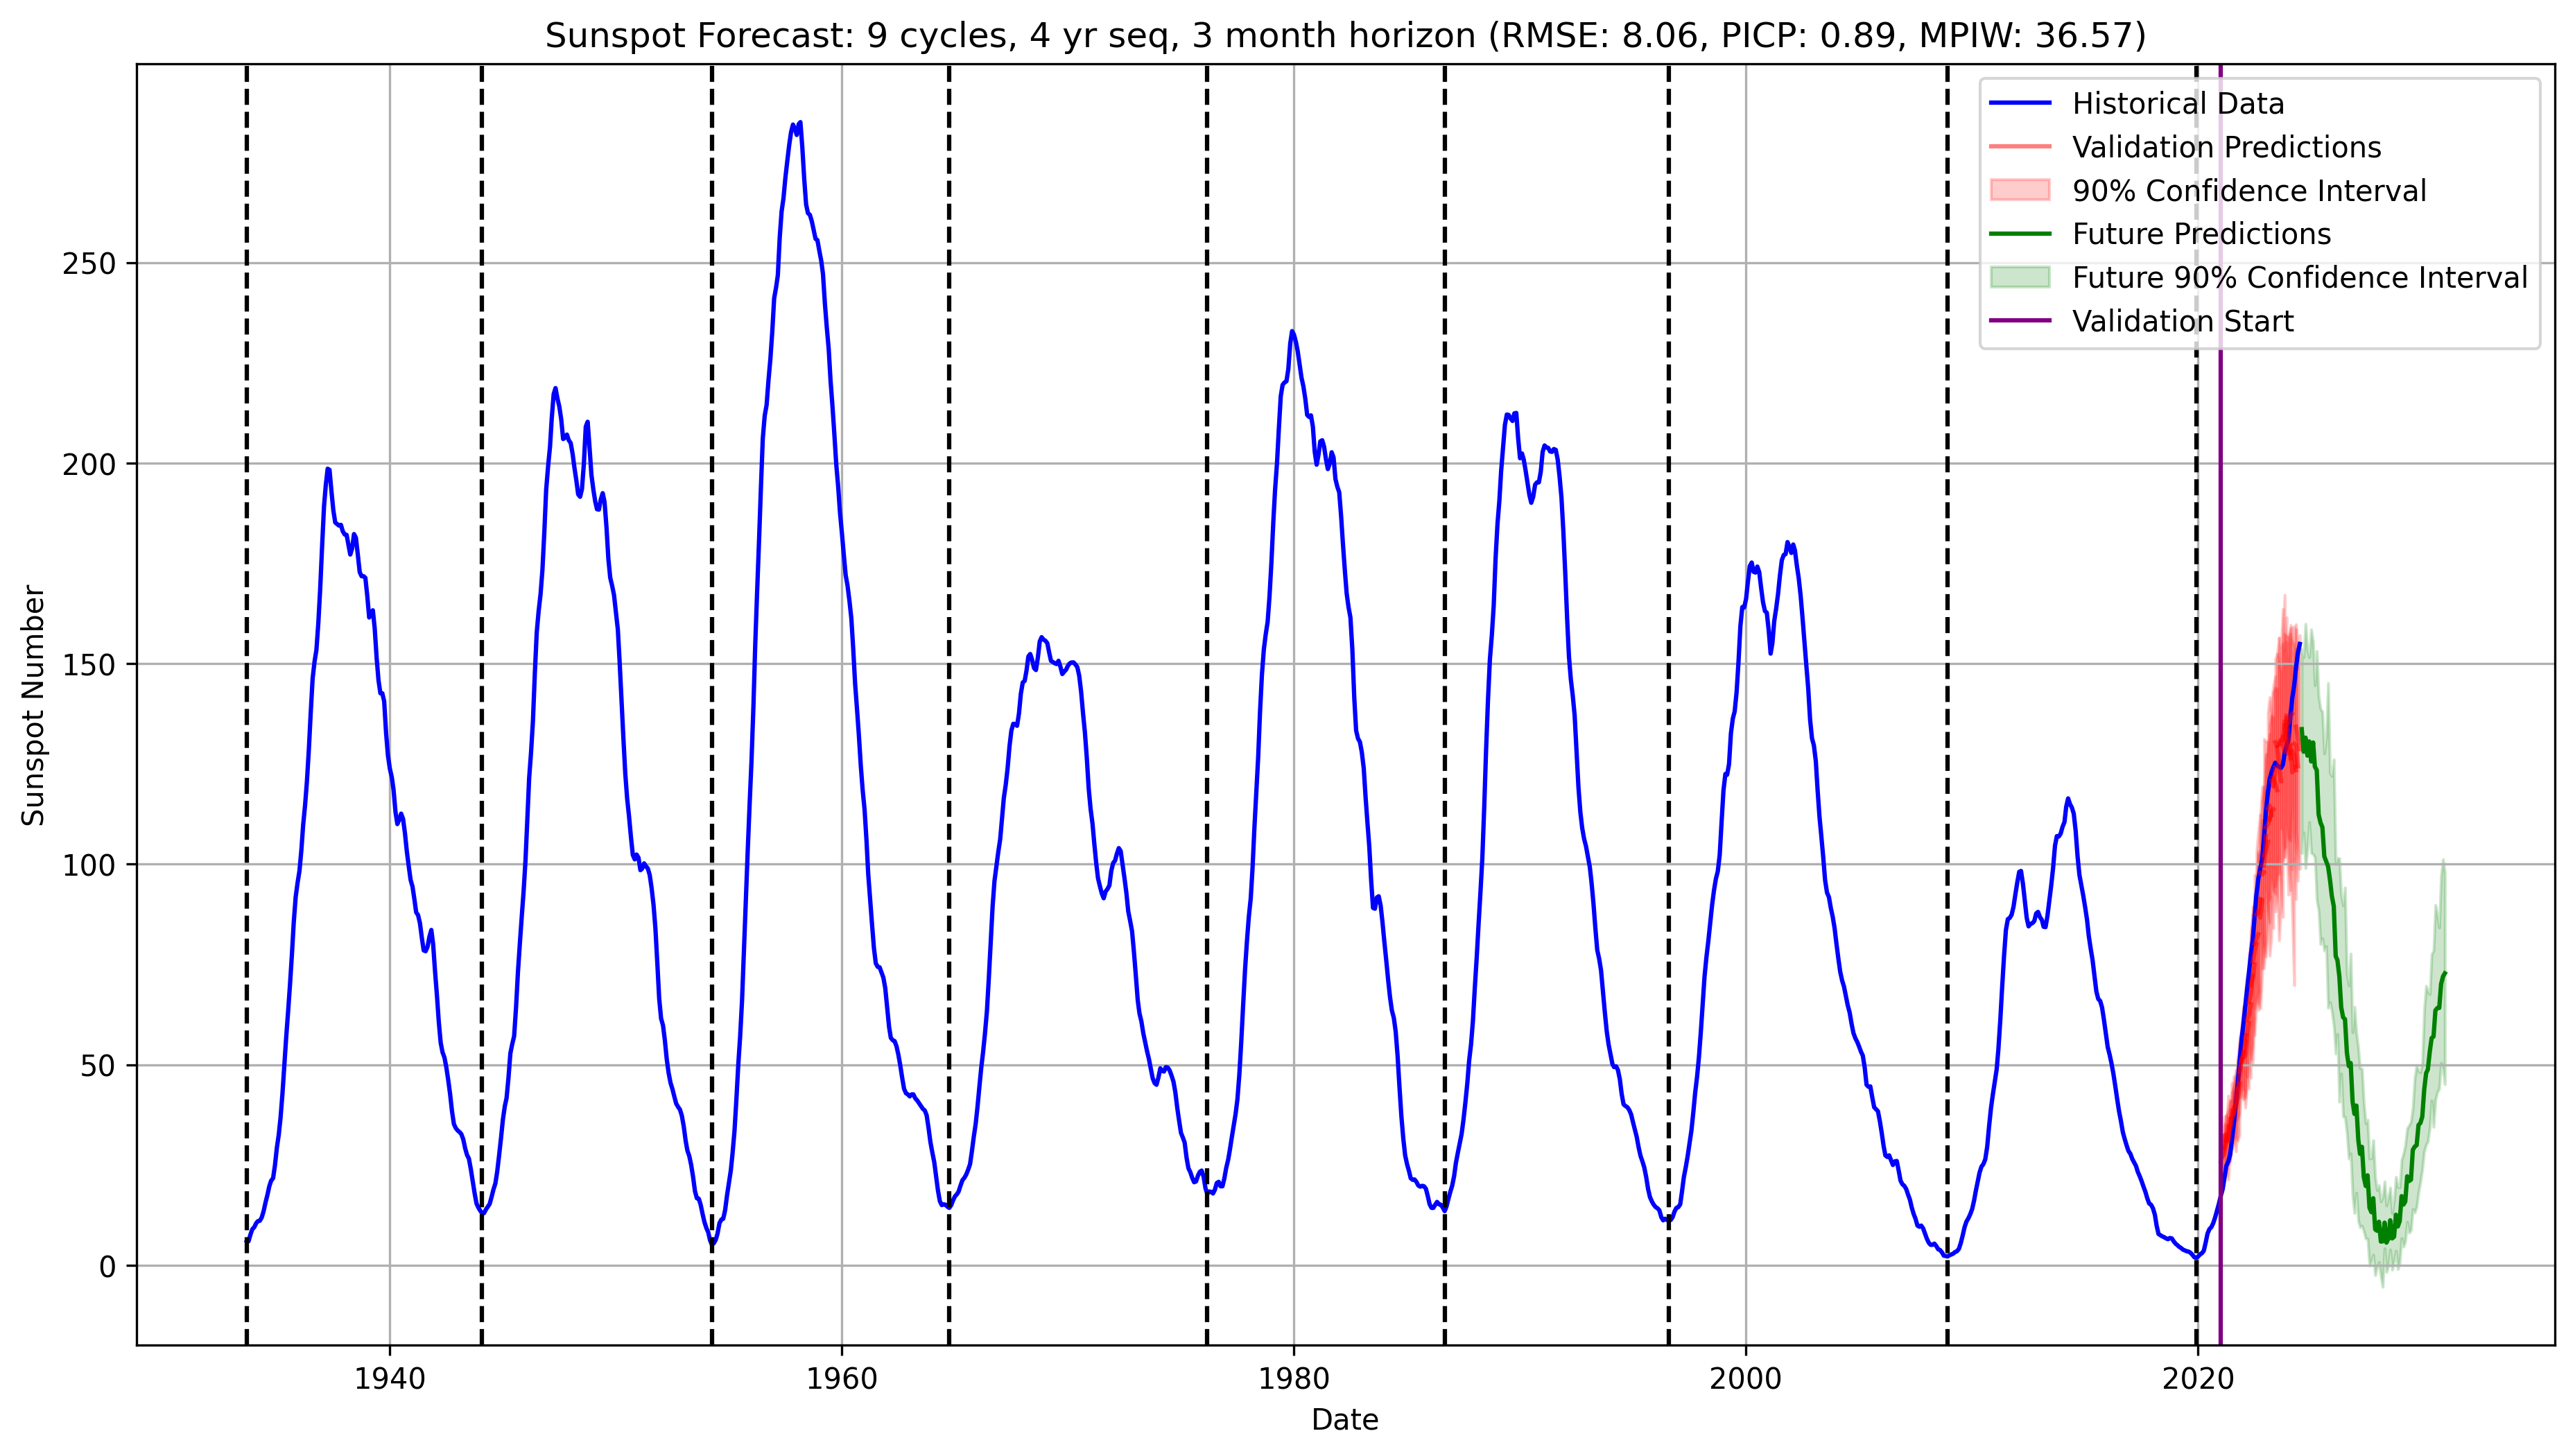 Sunspot Forecast: 9 cycles, 4 yr seq, 3 month horizon (RMSE: 8.06, PICP: 0.89, MPIW: 36.57)
Historical Data
Validation Predictions
90% Confidence Interval
Future Predictions
Future 90% Confidence Interval
Validation Start
Sunspot Number
250
200
150
100
50
0
1940
1960
1980
2000
2020
Date